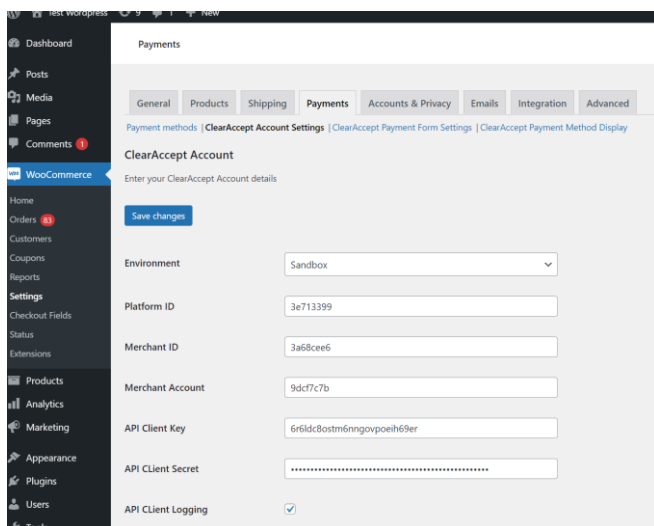 Test Wordpress 9 1 New
Dashboard
Posts
Media
Pages
Comments 1
WooCommerce
Home
Orders 83
Customers
Coupons
Reports
Settings
Checkout Fields
Status
Extensions
Products
Analytics
Marketing
Appearance
Plugins
Users
Payments
General Products Shipping Payments Accounts & Privacy Emails Integration Advanced
Payment methods | ClearAccept Account Settings | ClearAccept Payment Form Settings | ClearAccept Payment Method Display
ClearAccept Account
Enter your ClearAccept Account details
Save changes
Environment Sandbox
Platform ID 3e713399
Merchant ID 3a68cee6
Merchant Account 9dcf7c7b
API Client Key 6r6ldc8ostm6nngovpoeih69er
API CLient Secret
API CLient Logging